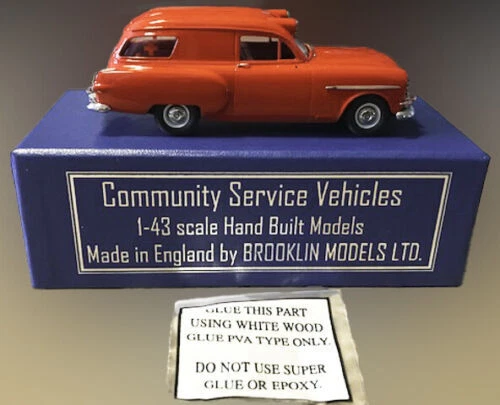 Community Service Vehicles
1-43 scale Hand Built Models
Made in England by BROOKLIN MODELS LTD.
GLUE THIS PART
USING WHITE WOOD
GLUE PVA TYPE ONLY.
DO NOT USE SUPER
GLUE OR EPOXY.